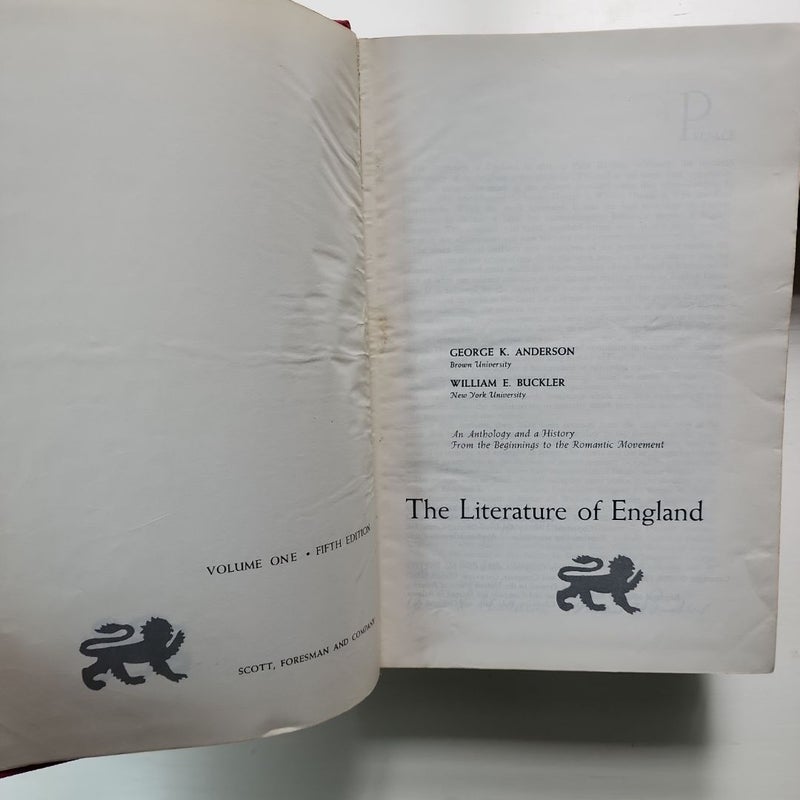 VOLUME ONE • FIFTH EDITION
SCOTT, FORESMAN AND COMPANY
GEORGE K. ANDERSON
Brown University
WILLIAM E. BUCKLER
New York University
An Anthology and a History
From the Beginnings to the Romantic Movement
The Literature of England
PREFACE